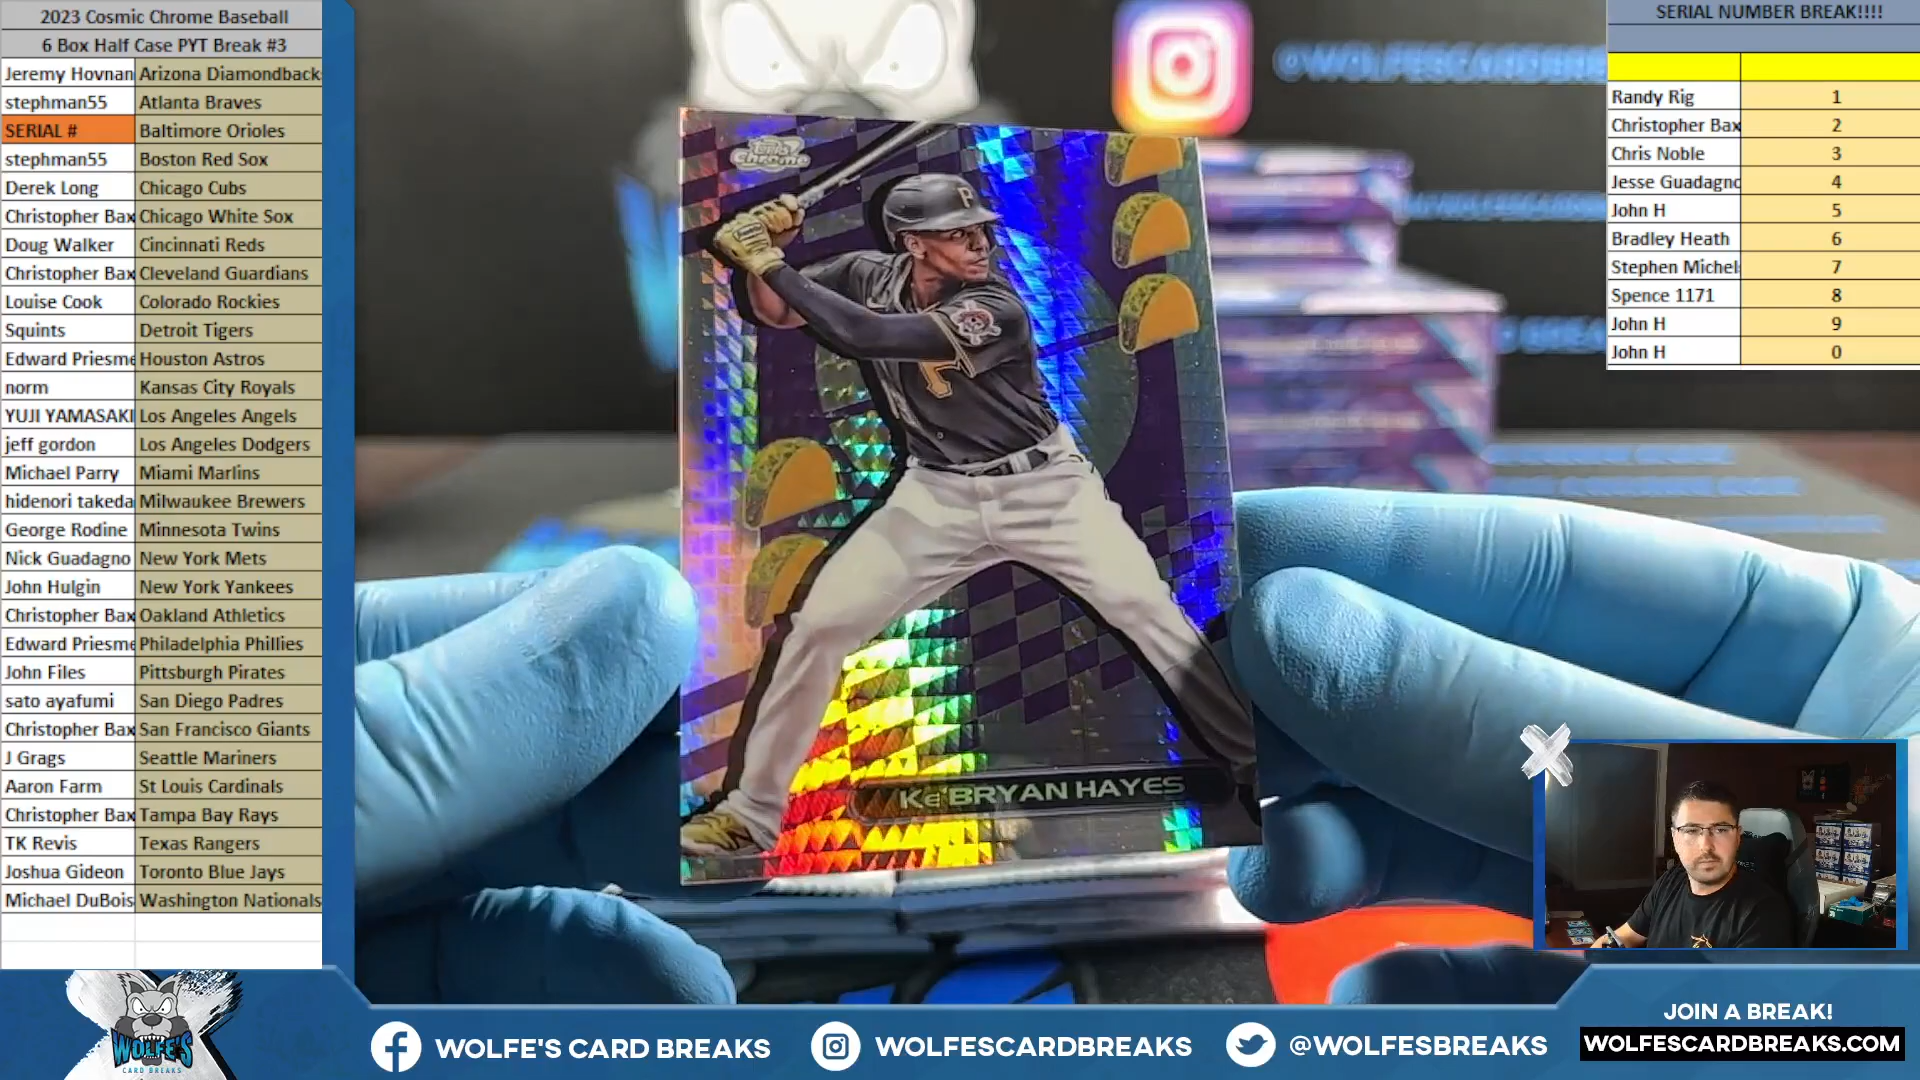 2023 Cosmic Chrome Baseball
6 Box Half Case PYT Break #3
Jeremy Hovnan Arizona Diamondback
stephman55 Atlanta Braves
SERIAL # Baltimore Orioles
stephman55 Boston Red Sox
Derek Long Chicago Cubs
Christopher Bax Chicago White Sox
Doug Walker Cincinnati Reds
Christopher Bax Cleveland Guardians
Louise Cook Colorado Rockies
Squints Detroit Tigers
Edward Priesme Houston Astros
norm Kansas City Royals
YUJI YAMASAKI Los Angeles Angels
jeff gordon Los Angeles Dodgers
Michael Parry Miami Marlins
hidenori takeda Milwaukee Brewers
George Rodine Minnesota Twins
Nick Guadagno New York Mets
John Hulgin New York Yankees
Christopher Bax Oakland Athletics
Edward Priesme Philadelphia Phillies
John Files Pittsburgh Pirates
sato ayafumi San Diego Padres
Christopher Bax San Francisco Giants
J Grags Seattle Mariners
Aaron Farm St Louis Cardinals
Christopher Bax Tampa Bay Rays
TK Revis Texas Rangers
Joshua Gideon Toronto Blue Jays
Michael DuBois Washington Nationals
@WOLFESCARDBRE
Topps Chrome
P
Ke'BRYAN HAYES
SERIAL NUMBER BREAK!!!!
Randy Rig 1
Christopher Bax 2
Chris Noble 3
Jesse Guadagno 4
John H 5
Bradley Heath 6
Stephen Michel 7
Spence 1171 8
John H 9
John H 0
WOLFE'S
CARD BREAKS
WOLFE'S CARD BREAKS
WOLFESCARDBREAKS
@WOLFESBREAKS
JOIN A BREAK!
WOLFESCARDBREAKS.COM